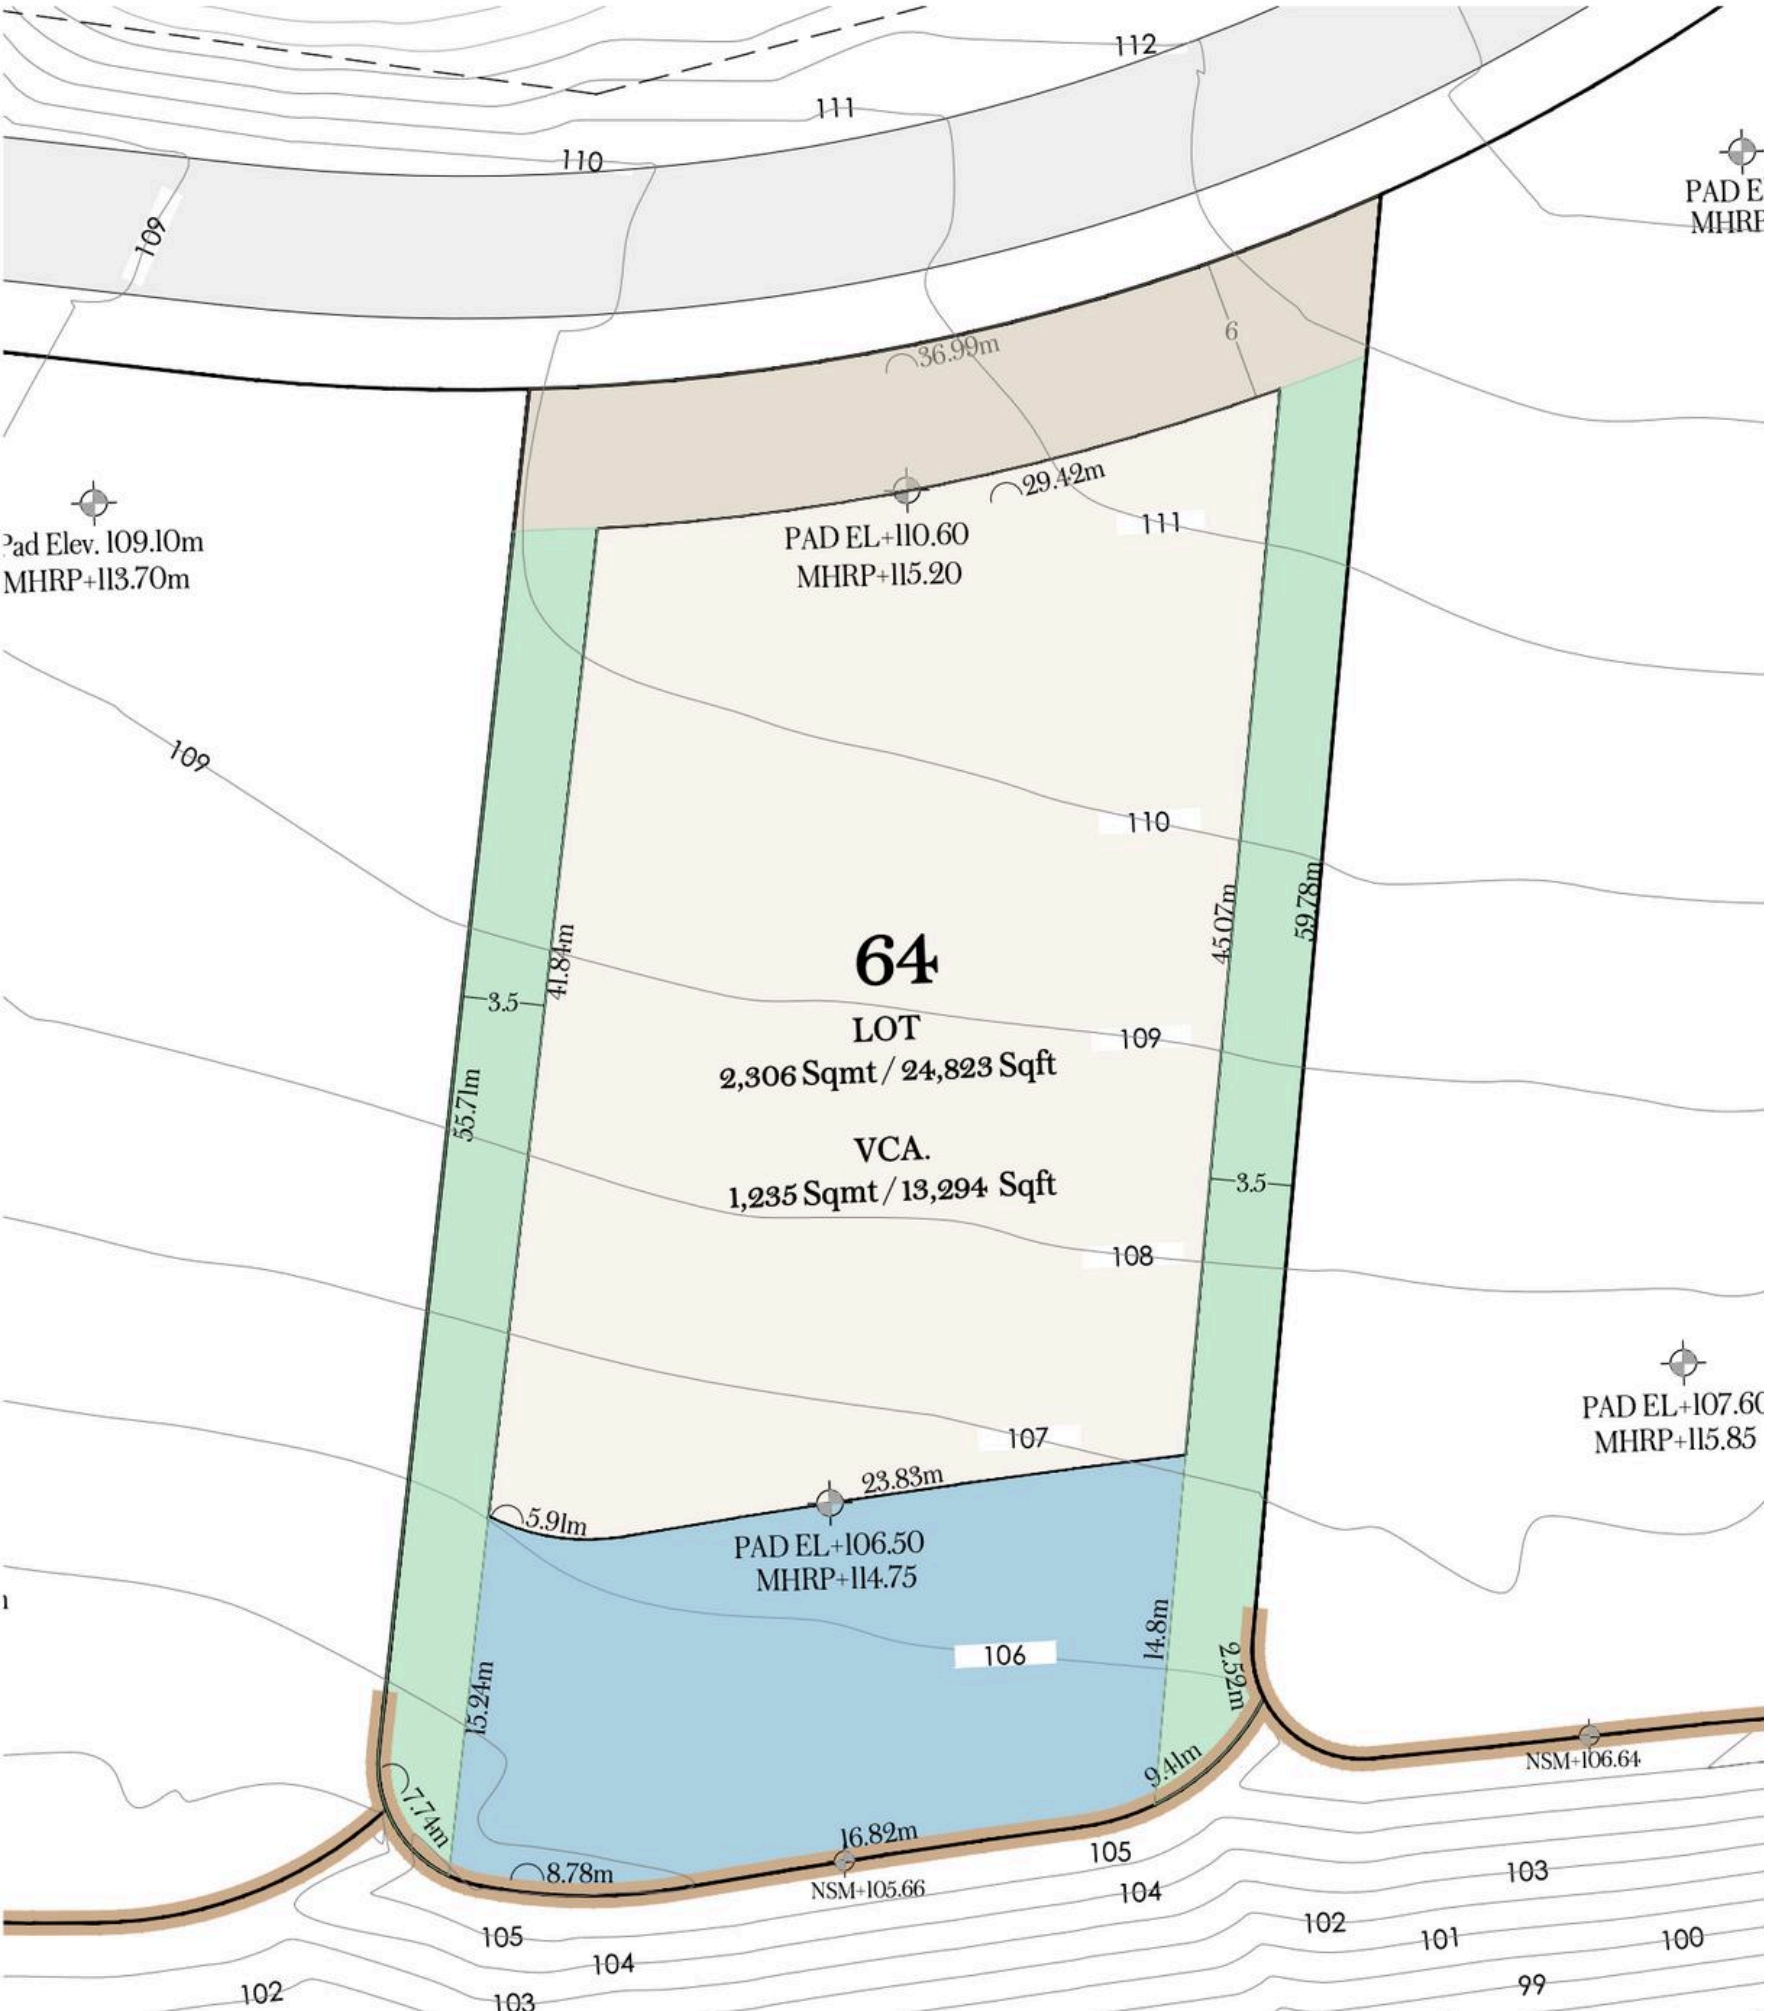 112
111
110
109
PAD E
MHRP
36.99m
6
29.42m
111
PAD EL+110.60
MHRP+115.20
Pad Elev. 109.10m
MHRP+113.70m
109
110
45.07m
59.78m
41.84m
3.5
64
LOT
2,306 Sqmt / 24,823 Sqft
109
55.71m
VCA.
1,235 Sqmt / 13,294 Sqft
3.5
108
PAD EL+107.60
MHRP+115.85
107
23.83m
5.91m
PAD EL+106.50
MHRP+114.75
14.8m
106
2.52m
15.24m
9.41m
NSM+106.64
7.74m
16.82m
8.78m
NSM+105.66
105
103
104
102
105
101
100
104
99
102
103